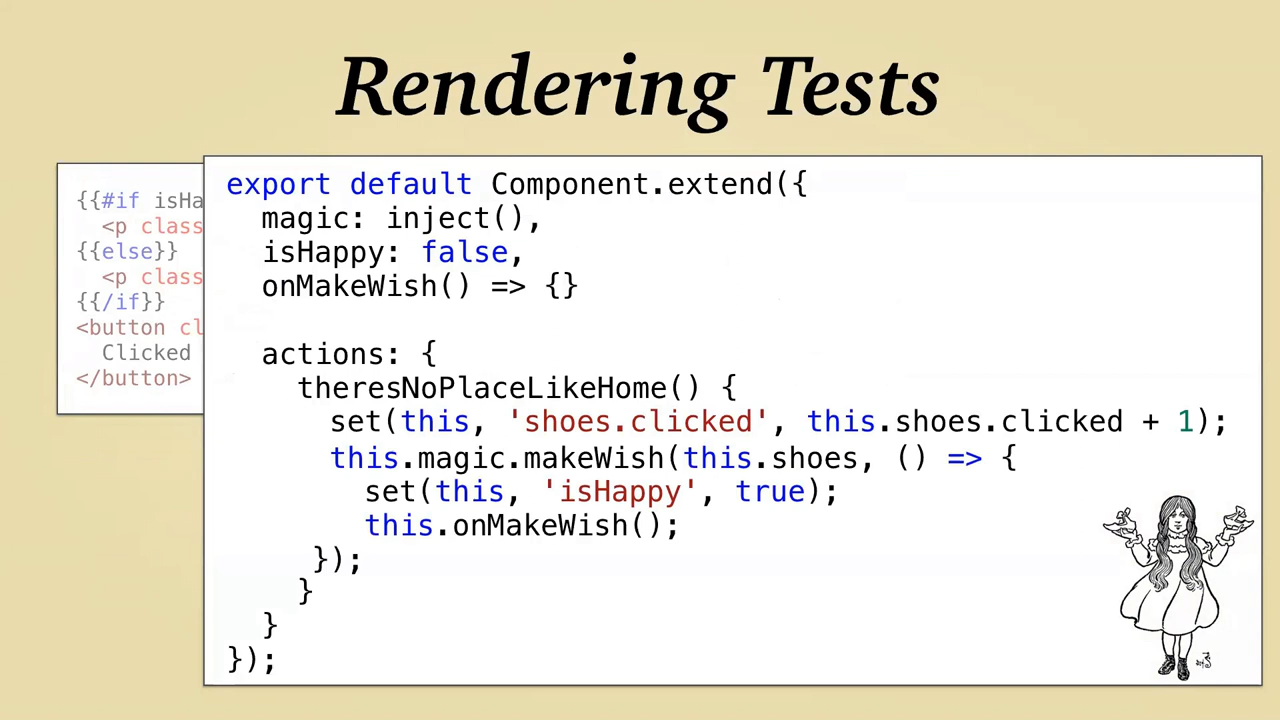 Rendering Tests
{{#if isHa
<p class
{{else}}
<p class
{{/if}}
<button cl
Clicked
</button>
export default Component.extend({
magic: inject(),
isHappy: false,
onMakeWish() => {}
actions: {
theresNoPlaceLikeHome() {
set(this, 'shoes.clicked', this.shoes.clicked + 1);
this.magic.makeWish(this.shoes, () => {
set(this, 'isHappy', true);
this.onMakeWish();
});
}
}
});